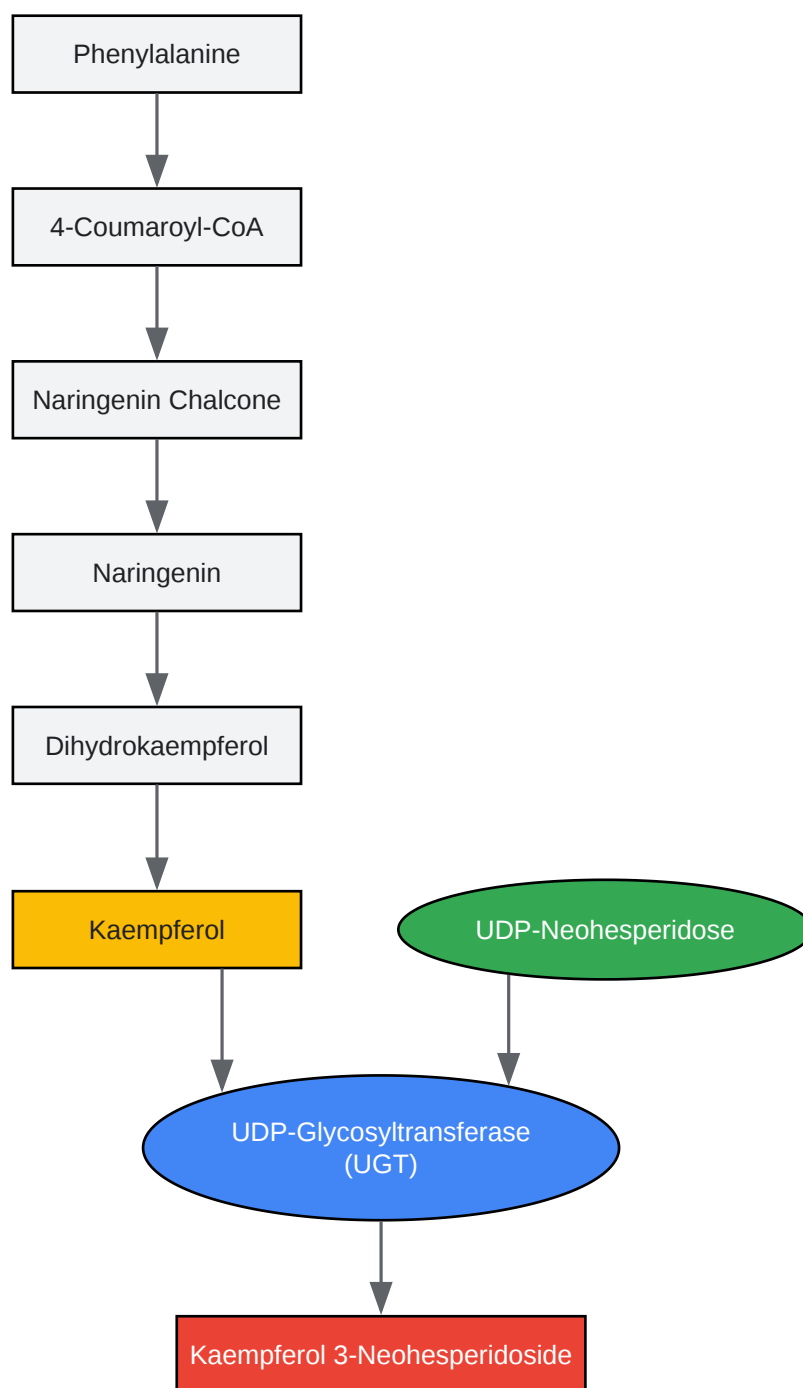 Phenylalanine
4-Coumaroyl-CoA
Naringenin Chalcone
Naringenin
Dihydrokaempferol
Kaempferol
UDP-Neohesperidose
UDP-Glycosyltransferase
(UGT)
Kaempferol 3-Neohesperidoside